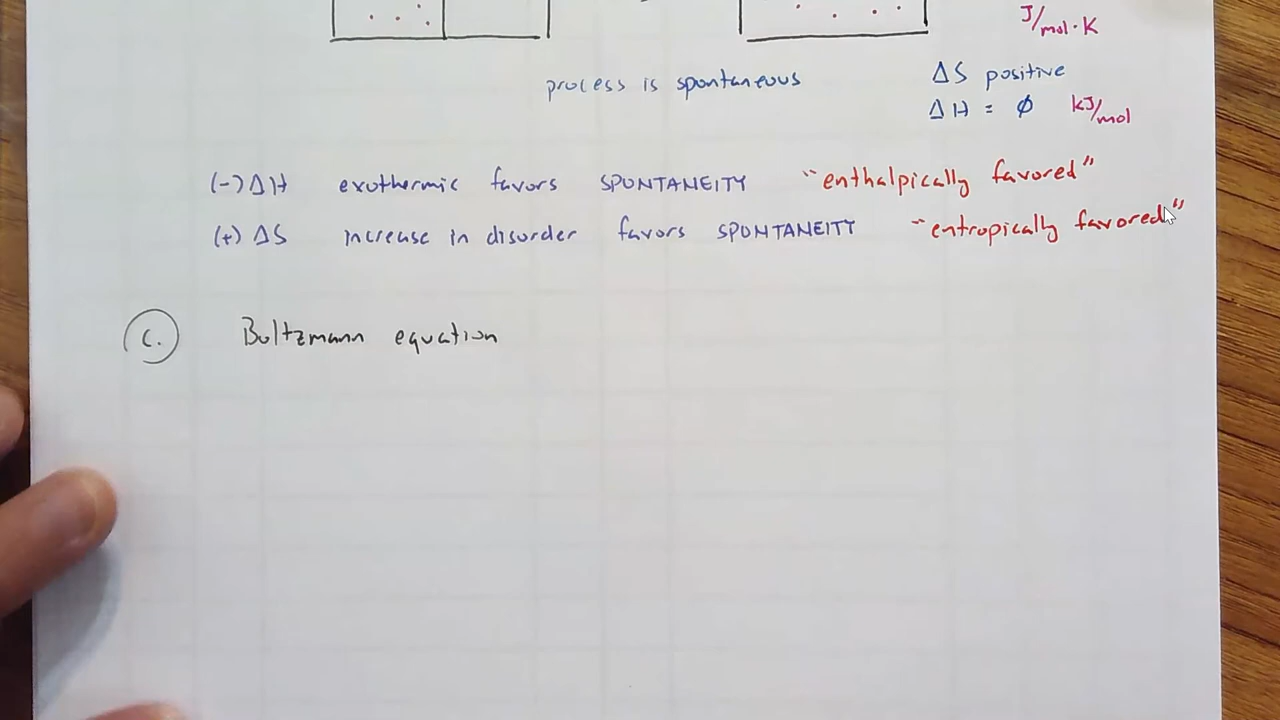 J/mol·K
process is spontaneous
ΔS positive
ΔH = ϕ kJ/mol
(-) ΔH exothermic favors SPONTANEITY "enthalpically favored"
(+) ΔS increase in disorder favors SPONTANEITY "entropically favored"
C. Boltzmann equation